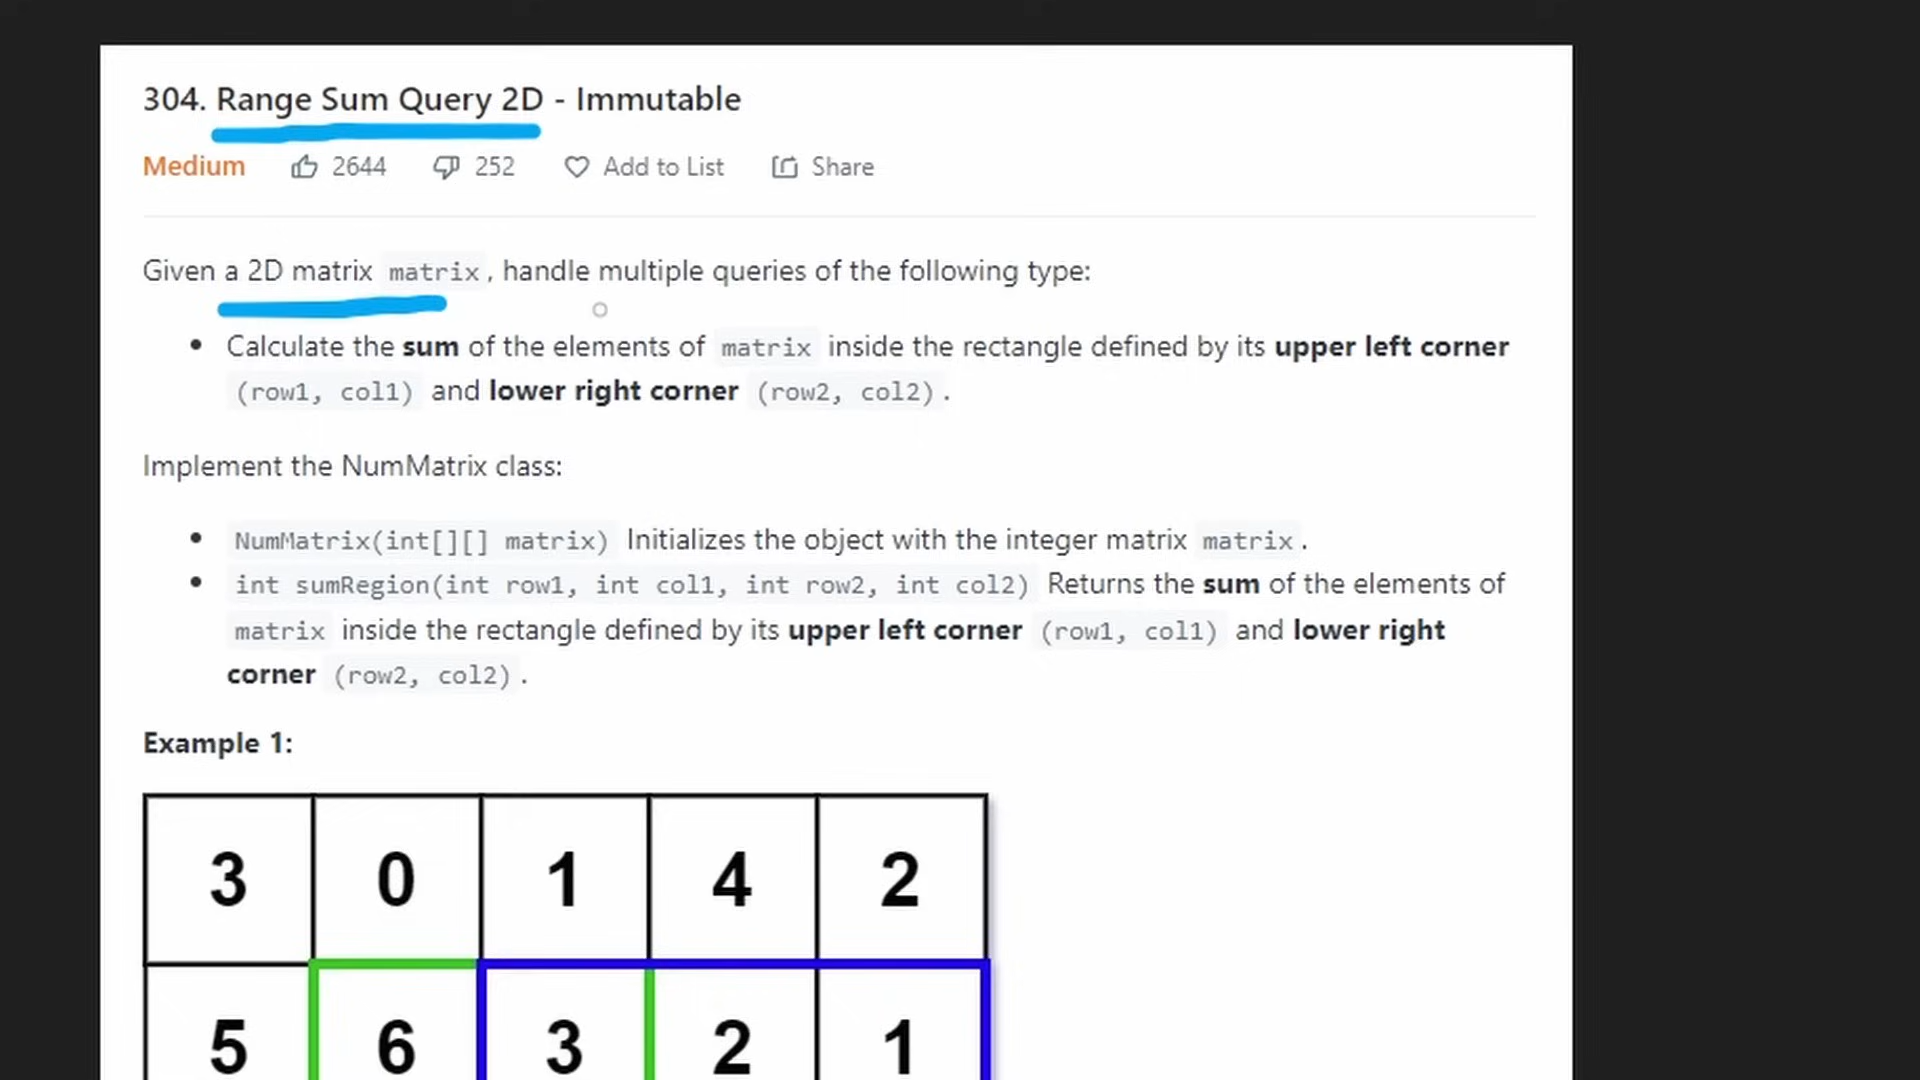 304. Range Sum Query 2D - Immutable
Medium 2644 252 Add to List Share
Given a 2D matrix matrix, handle multiple queries of the following type:
• Calculate the sum of the elements of matrix inside the rectangle defined by its upper left corner
(row1, col1) and lower right corner (row2, col2).
Implement the NumMatrix class:
• NumMatrix(int[][] matrix) Initializes the object with the integer matrix matrix.
• int sumRegion(int row1, int col1, int row2, int col2) Returns the sum of the elements of
matrix inside the rectangle defined by its upper left corner (row1, col1) and lower right
corner (row2, col2).
Example 1:
3 0 1 4 2
5 6 3 2 1